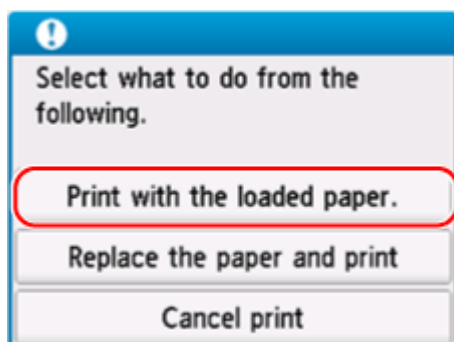 Select what to do from the
following.
Print with the loaded paper.
Replace the paper and print
Cancel print